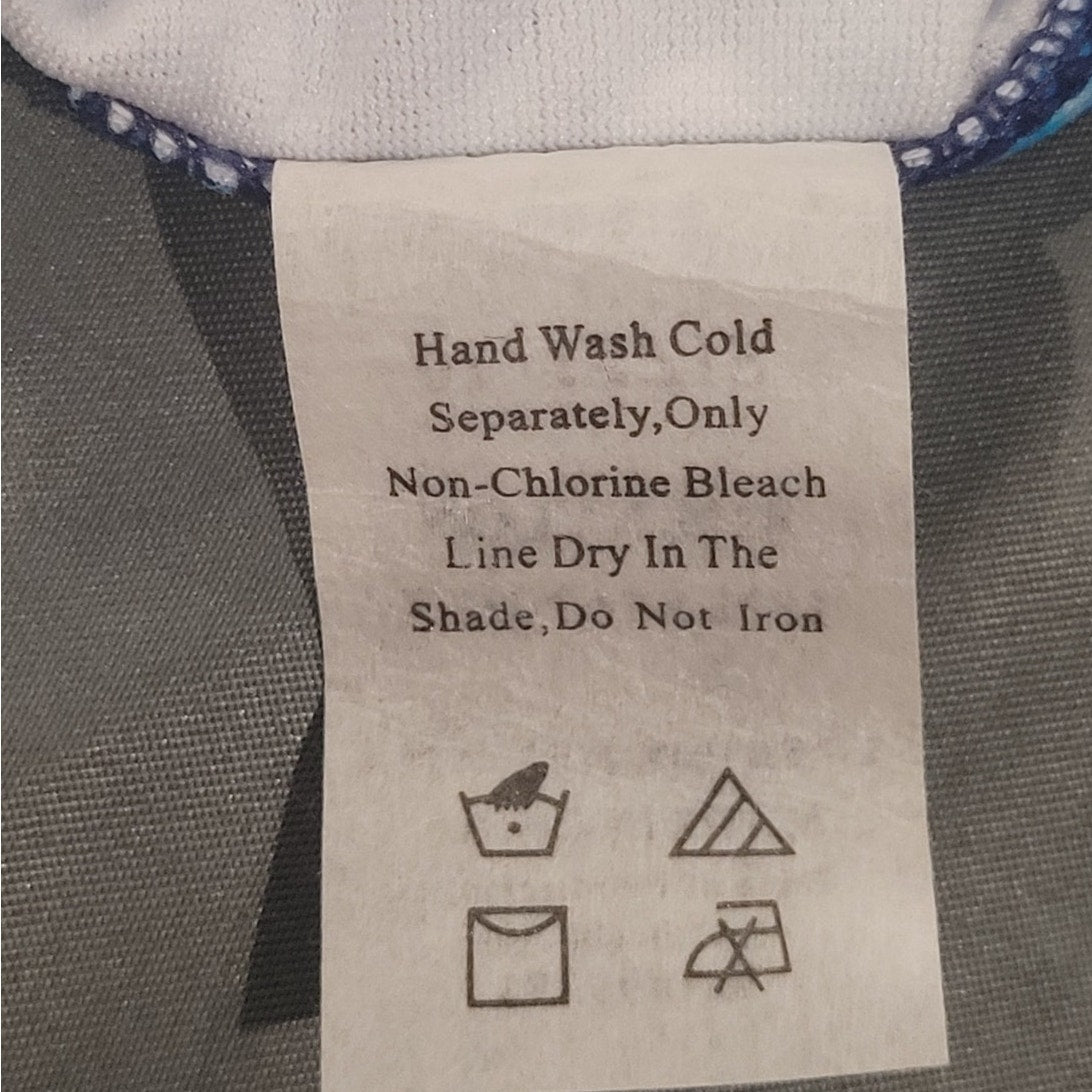 Hand Wash Cold
Separately,Only
Non-Chlorine Bleach
Line Dry In The
Shade,Do Not Iron